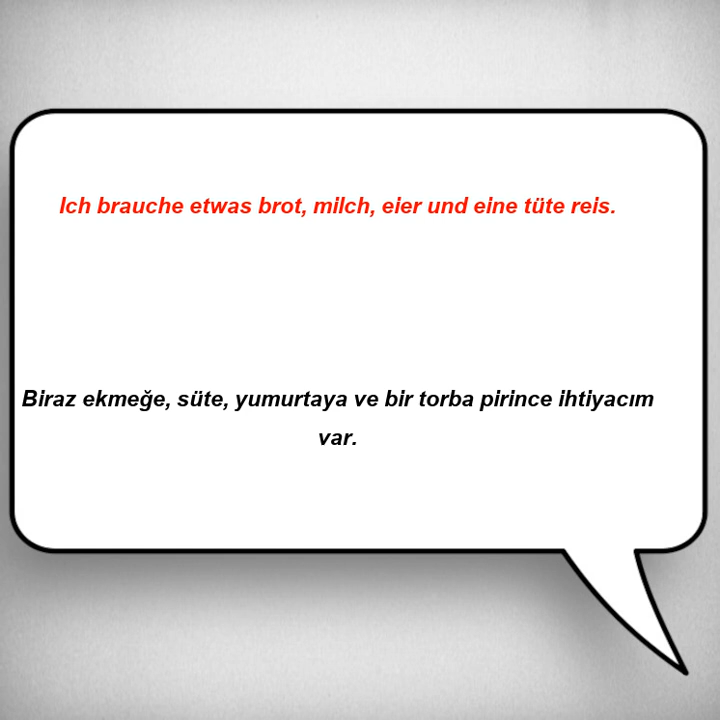 Ich brauche etwas brot, milch, eier und eine tüte reis.
Biraz ekmeğe, süte, yumurtaya ve bir torba pirince ihtiyacım
var.